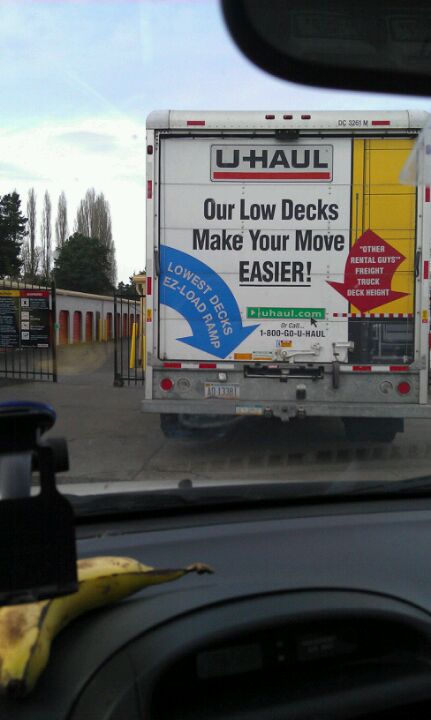 DC 3261 M
U-HAUL
Our Low Decks
Make Your Move
EASIER!
LOWEST DECKS
EZ-LOAD RAMP
"OTHER
RENTAL GUYS"
FREIGHT
TRUCK
DECK HEIGHT
uhaul.com
Or Call...
1-800-GO-U-HAUL